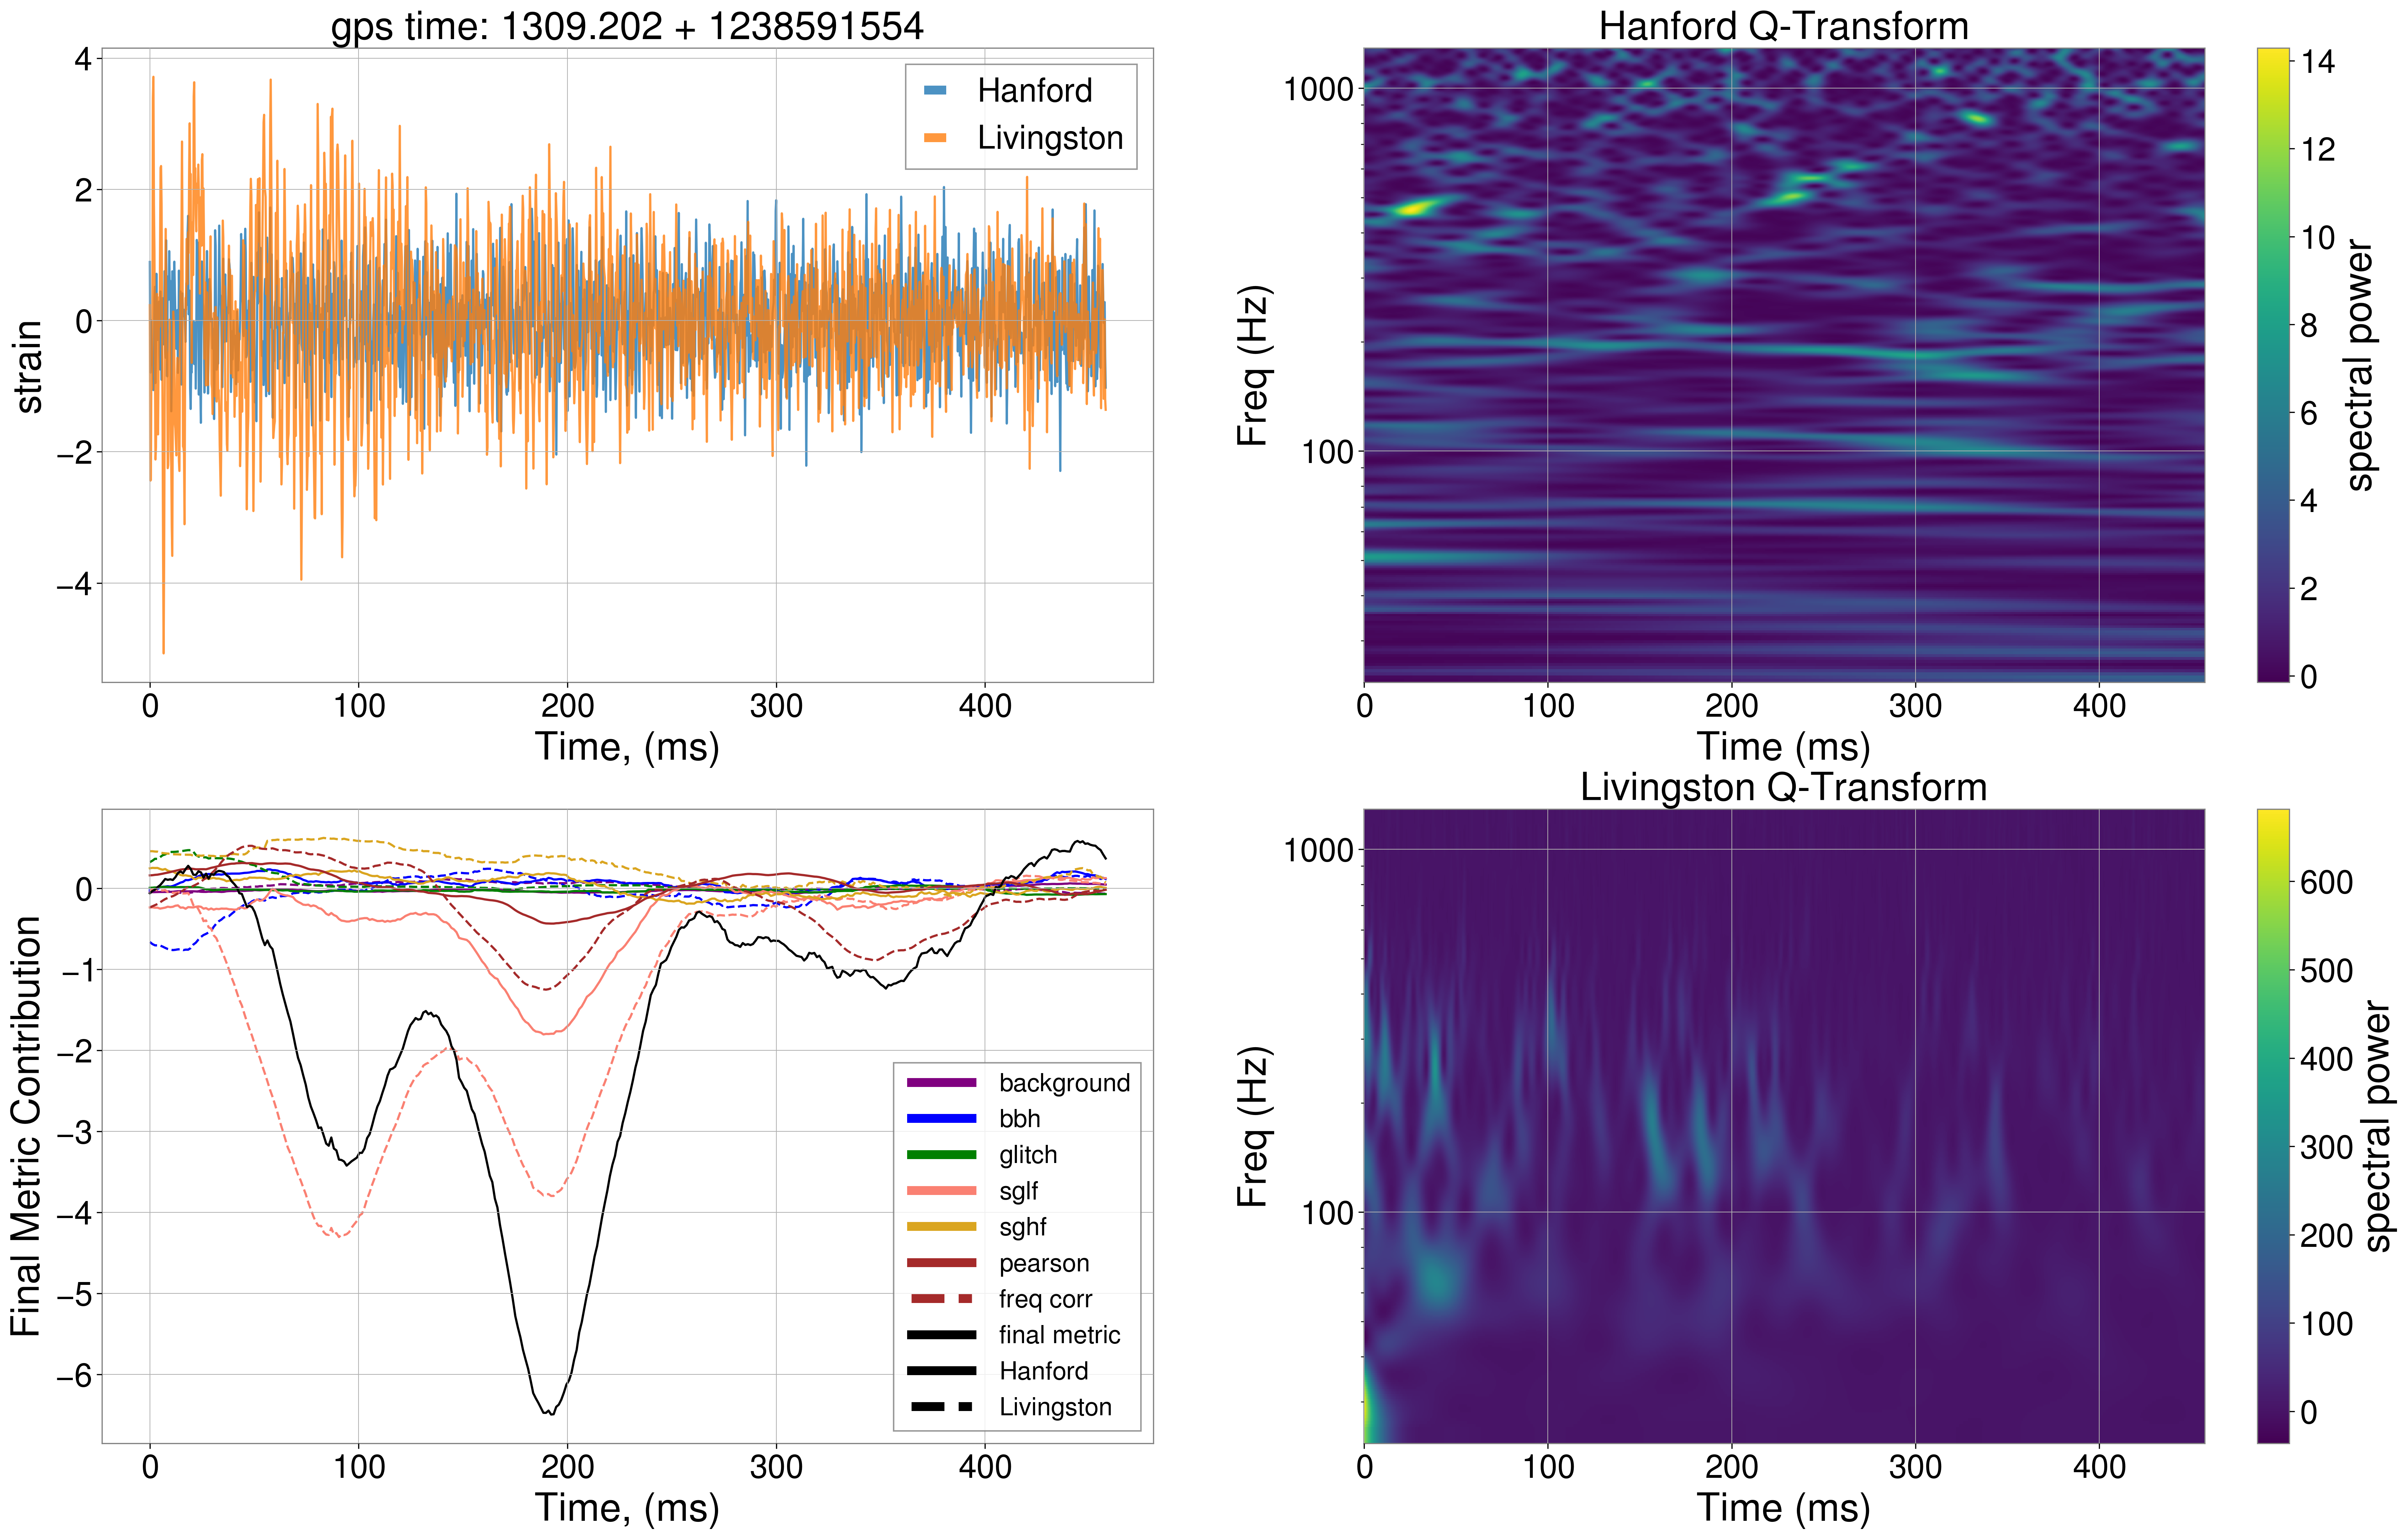 gps time: 1309.202 + 1238591554
4
2
0
−2
−4
strain
0
100
200
300
400
Time, (ms)
Hanford
Livingston
Hanford Q-Transform
1000
100
Freq (Hz)
0
100
200
300
400
Time (ms)
14
12
10
8
6
4
2
0
spectral power
0
−1
−2
−3
−4
−5
−6
Final Metric Contribution
0
100
200
300
400
Time, (ms)
background
bbh
glitch
sglf
sghf
pearson
freq corr
final metric
Hanford
Livingston
Livingston Q-Transform
1000
100
Freq (Hz)
0
100
200
300
400
Time (ms)
600
500
400
300
200
100
0
spectral power